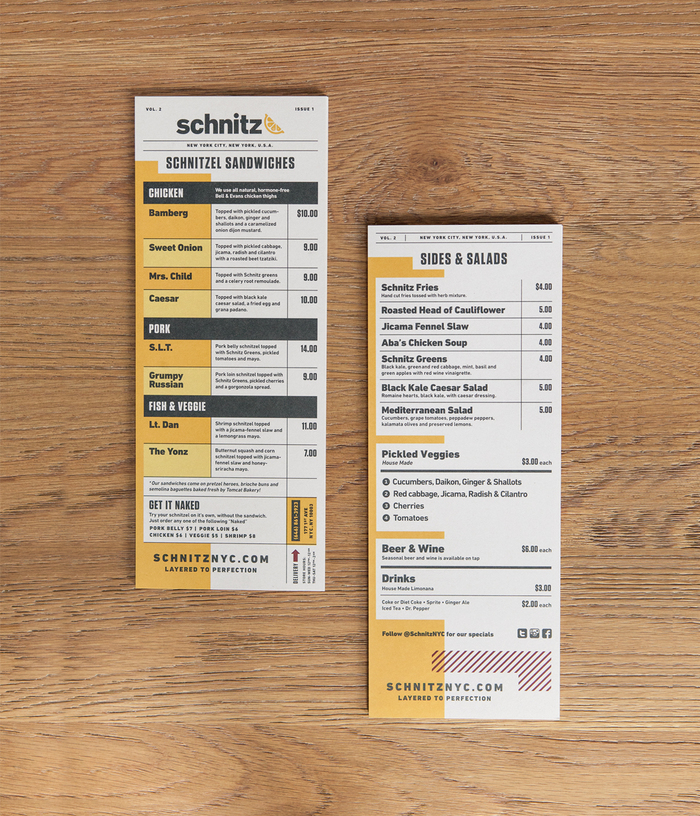 VOL. 2 ISSUE 1
schnitz
NEW YORK CITY, NEW YORK, U.S.A.
SCHNITZEL SANDWICHES
CHICKEN We use all natural, hormone-free
Bell & Evans chicken thighs
Bamberg Topped with pickled cucum- $10.00
bers, daikon, ginger and
shallots and a caramelized
onion dijon mustard.
Sweet Onion Topped with pickled cabbage, 9.00
jicama, radish and cilantro
with a roasted beet tzatziki.
Mrs. Child Topped with Schnitz greens 9.00
and a celery root remoulade.
Caesar Topped with black kale 10.00
caesar salad, a fried egg and
grana padano.
PORK
S.L.T. Pork belly schnitzel topped 14.00
with Schnitz Greens, pickled
tomatoes and mayo.
Grumpy Pork loin schnitzel topped with 9.00
Russian Schnitz Greens, pickled cherries
and a gorgonzola spread.
FISH & VEGGIE
Lt. Dan Shrimp schnitzel topped 11.00
with a jicama-fennel slaw and
a lemongrass mayo.
The Yonz Butternut squash and corn 7.00
schnitzel topped with jicama-
fennel slaw and honey-
sriracha mayo.
*Our sandwiches come on pretzel heroes, brioche buns and
semolina baguettes baked fresh by Tomcat Bakery!
GET IT NAKED
Try your schnitzel on it's own, without the sandwich.
Just order any one of the following "Naked"
PORK BELLY $7 | PORK LOIN $6
CHICKEN $6 | VEGGIE $5 | SHRIMP $8
(646) 861-3923
177 1ST AVE.
NYC, NY 10003
SCHNITZNYC.COM
LAYERED TO PERFECTION
DELIVERY
STORE HOURS:
VOL. 2 NEW YORK CITY, NEW YORK, U.S.A. ISSUE 1
SIDES & SALADS
Schnitz Fries $4.00
Hand cut fries tossed with herb mixture.
Roasted Head of Cauliflower 5.00
Jicama Fennel Slaw 4.00
Aba's Chicken Soup 4.00
Schnitz Greens 4.00
Black kale, green and red cabbage, mint, basil and
green apples with red wine vinaigrette.
Black Kale Caesar Salad 5.00
Romaine hearts, black kale, with caesar dressing.
Mediterranean Salad 5.00
Cucumbers, grape tomatoes, peppadew peppers,
kalamata olives and preserved lemons.
Pickled Veggies
House Made $3.00 each
1 Cucumbers, Daikon, Ginger & Shallots
2 Red cabbage, Jicama, Radish & Cilantro
3 Cherries
4 Tomatoes
Beer & Wine $6.00 each
Seasonal beer and wine is available on tap
Drinks
House Made Limonana $3.00
Coke or Diet Coke • Sprite • Ginger Ale $2.00 each
Iced Tea • Dr. Pepper
Follow @SchnitzNYC for our specials
SCHNITZNYC.COM
LAYERED TO PERFECTION